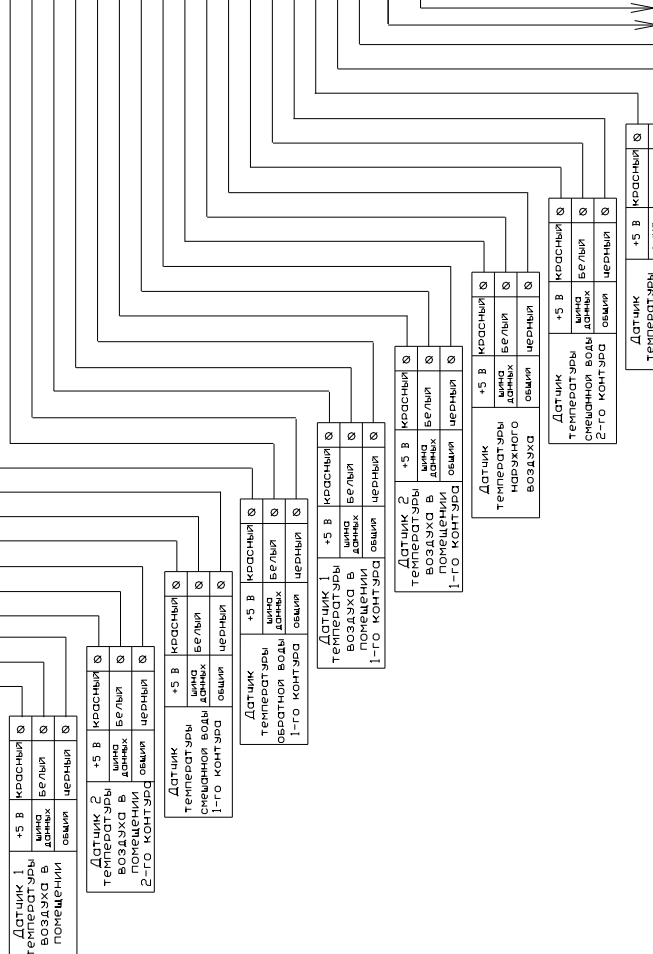 красный
белый
черный
+5 В
шина
данных
общий
Датчик 1
температуры
воздуха в
помещении
красный
белый
черный
+5 В
шина
данных
общий
Датчик 2
температуры
воздуха в
помещении
2-го контура
красный
белый
черный
+5 В
шина
данных
общий
Датчик
температуры
смешанной воды
1-го контура
красный
белый
черный
+5 В
шина
данных
общий
Датчик
температуры
обратной воды
1-го контура
красный
белый
черный
+5 В
шина
данных
общий
Датчик 1
температуры
воздуха в
помещении
1-го контура
красный
белый
черный
+5 В
шина
данных
общий
Датчик 2
температуры
воздуха в
помещении
1-го контура
красный
белый
черный
+5 В
шина
данных
общий
Датчик
температуры
наружного
воздуха
красный
белый
черный
+5 В
шина
данных
общий
Датчик
температуры
смешанной воды
2-го контура
красный
+5 В
Датчик
температуры